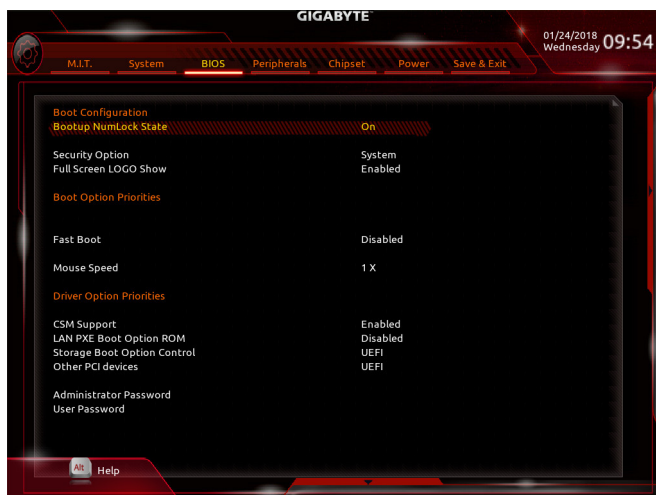 GIGABYTE
01/24/2018
Wednesday 09:54
M.I.T. System BIOS Peripherals Chipset Power Save & Exit
Boot Configuration
Bootup NumLock State On
Security Option System
Full Screen LOGO Show Enabled
Boot Option Priorities
Fast Boot Disabled
Mouse Speed 1 X
Driver Option Priorities
CSM Support Enabled
LAN PXE Boot Option ROM Disabled
Storage Boot Option Control UEFI
Other PCI devices UEFI
Administrator Password
User Password
Alt Help